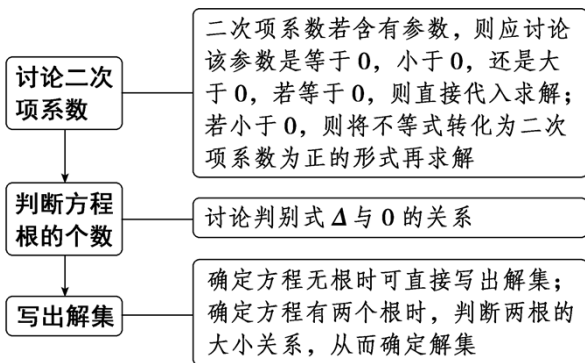 讨论二次
项系数
二次项系数若含有参数，则应讨论
该参数是等于0，小于0，还是大
于0，若等于0，则直接代入求解；
若小于0，则将不等式转化为二次
项系数为正的形式再求解
判断方程
根的个数
讨论判别式Δ与0的关系
写出解集
确定方程无根时可直接写出解集；
确定方程有两个根时，判断两根的
大小关系，从而确定解集